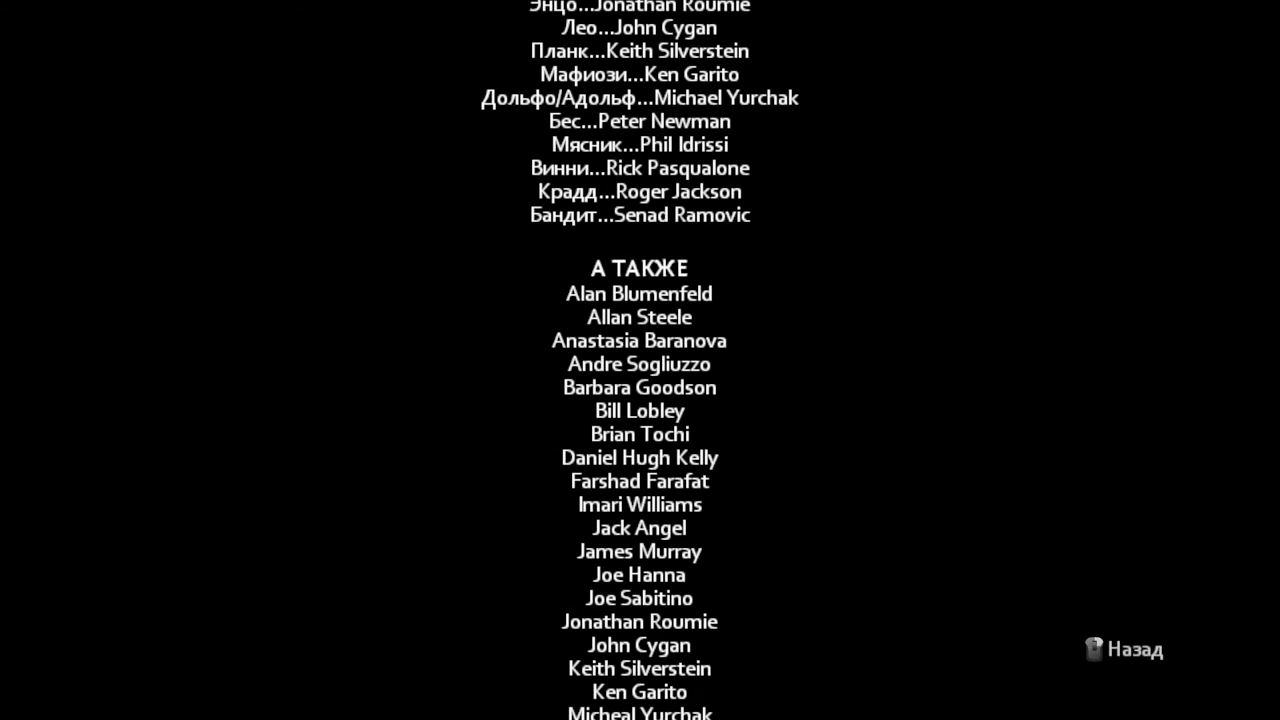 Энцо...Jonathan Roumie
Лео...John Cygan
Планк...Keith Silverstein
Мафиози...Ken Garito
Дольфо/Адольф...Michael Yurchak
Бес...Peter Newman
Мясник...Phil Idrissi
Винни...Rick Pasqualone
Крадд...Roger Jackson
Бандит...Senad Ramovic
А ТАКЖЕ
Alan Blumenfeld
Allan Steele
Anastasia Baranova
Andre Sogliuzzo
Barbara Goodson
Bill Lobley
Brian Tochi
Daniel Hugh Kelly
Farshad Farafat
Imari Williams
Jack Angel
James Murray
Joe Hanna
Joe Sabitino
Jonathan Roumie
John Cygan
Keith Silverstein
Ken Garito
Micheal Yurchak
Назад